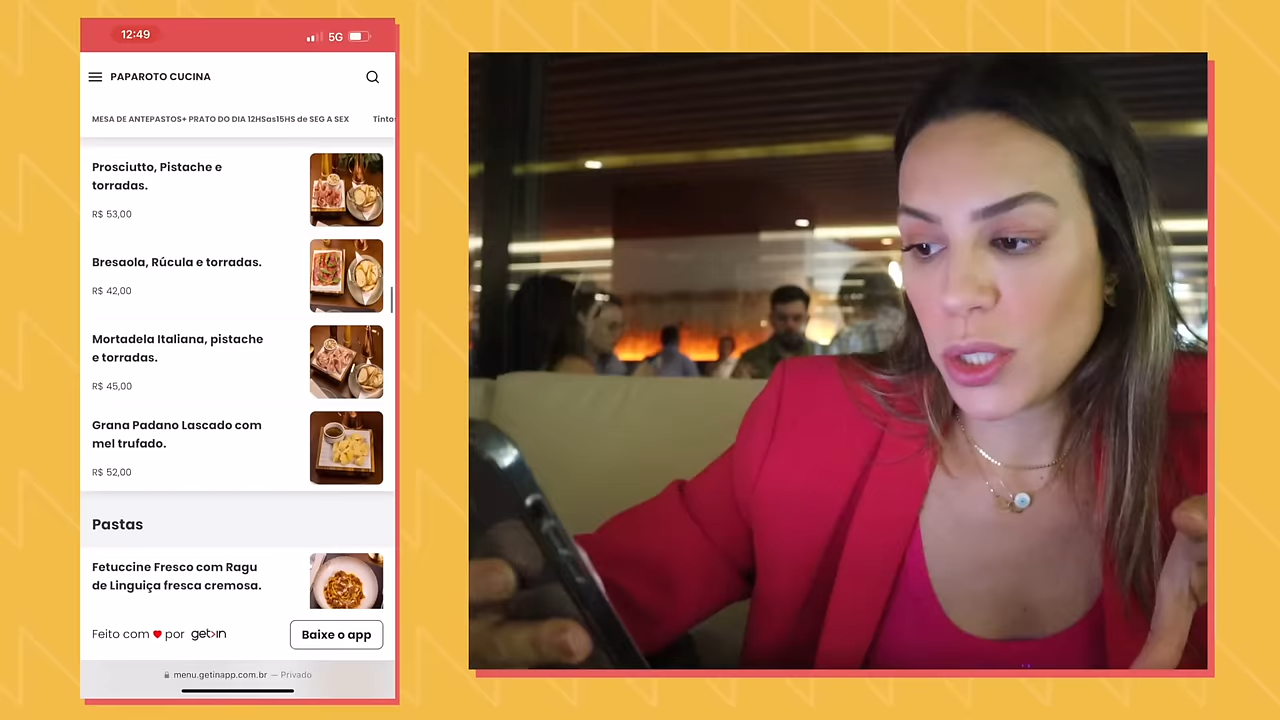 12:49
5G
PAPAROTO CUCINA
MESA DE ANTEPASTOS+ PRATO DO DIA 12HSas15HS de SEG A SEX
Tinto
Prosciutto, Pistache e
torradas.
R$ 53,00
Bresaola, Rúcula e torradas.
R$ 42,00
Mortadela Italiana, pistache
e torradas.
R$ 45,00
Grana Padano Lascado com
mel trufado.
R$ 52,00
Pastas
Fetuccine Fresco com Ragu
de Linguiça fresca cremosa.
Feito com ❤ por get>in
Baixe o app
menu.getinapp.com.br — Privado